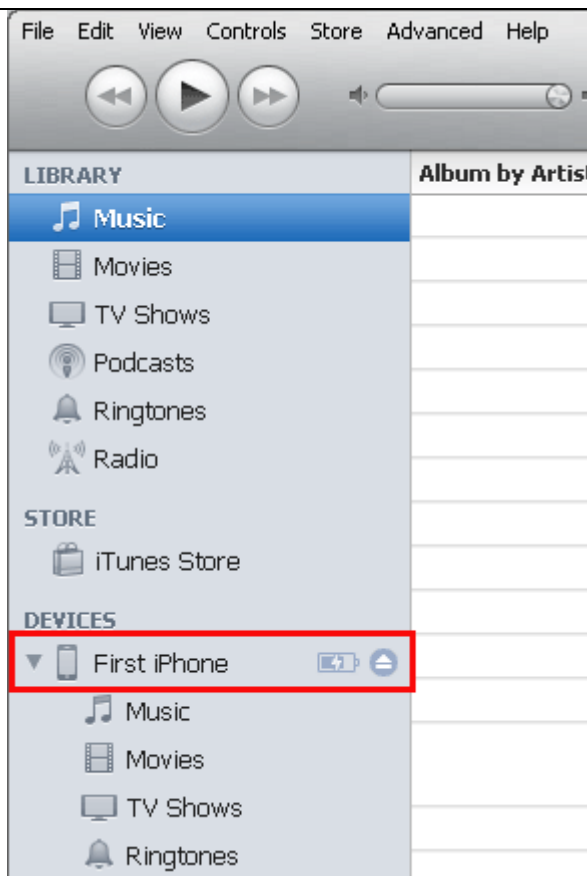 File Edit View Controls Store Advanced Help
LIBRARY
Album by Artist
Music
Movies
TV Shows
Podcasts
Ringtones
Radio
STORE
iTunes Store
DEVICES
First iPhone
Music
Movies
TV Shows
Ringtones